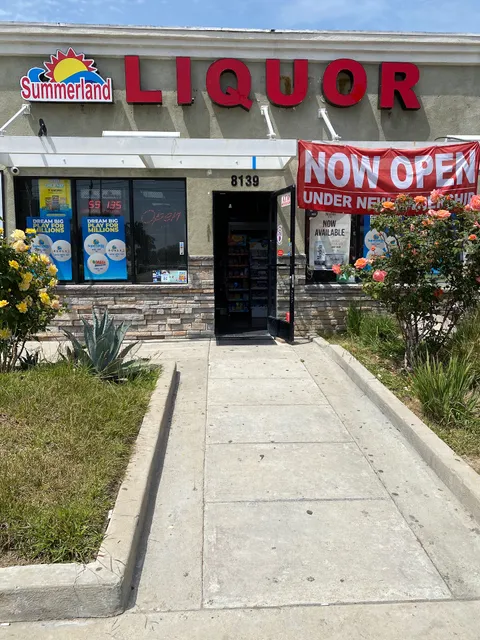 Summerland
LIQUOR
8139
NOW OPEN
UNDER NEW
DREAM BIG
PLAY FOR
MILLIONS
DREAM BIG
PLAY FOR
MILLIONS
Open
NOW
AVAILABLE